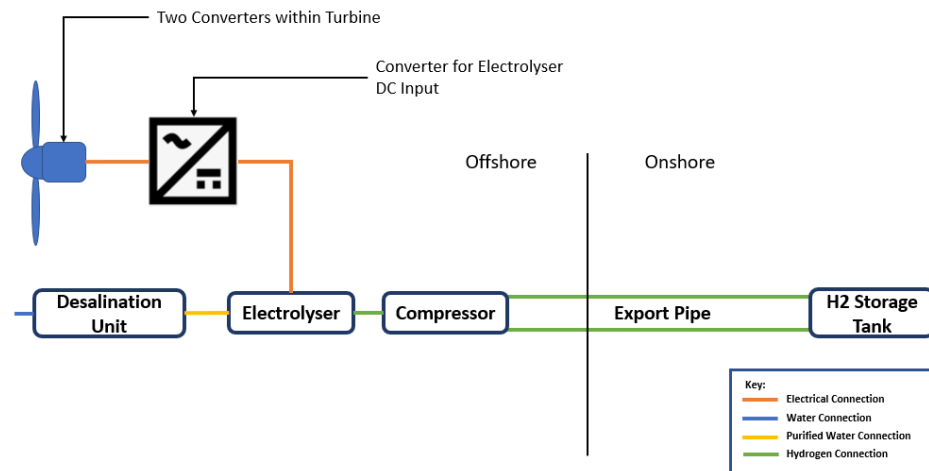 Two Converters within Turbine
Converter for Electrolyser
DC Input
Offshore
Onshore
Desalination
Unit
Electrolyser
Compressor
Export Pipe
H2 Storage
Tank
Key:
Electrical Connection
Water Connection
Purified Water Connection
Hydrogen Connection